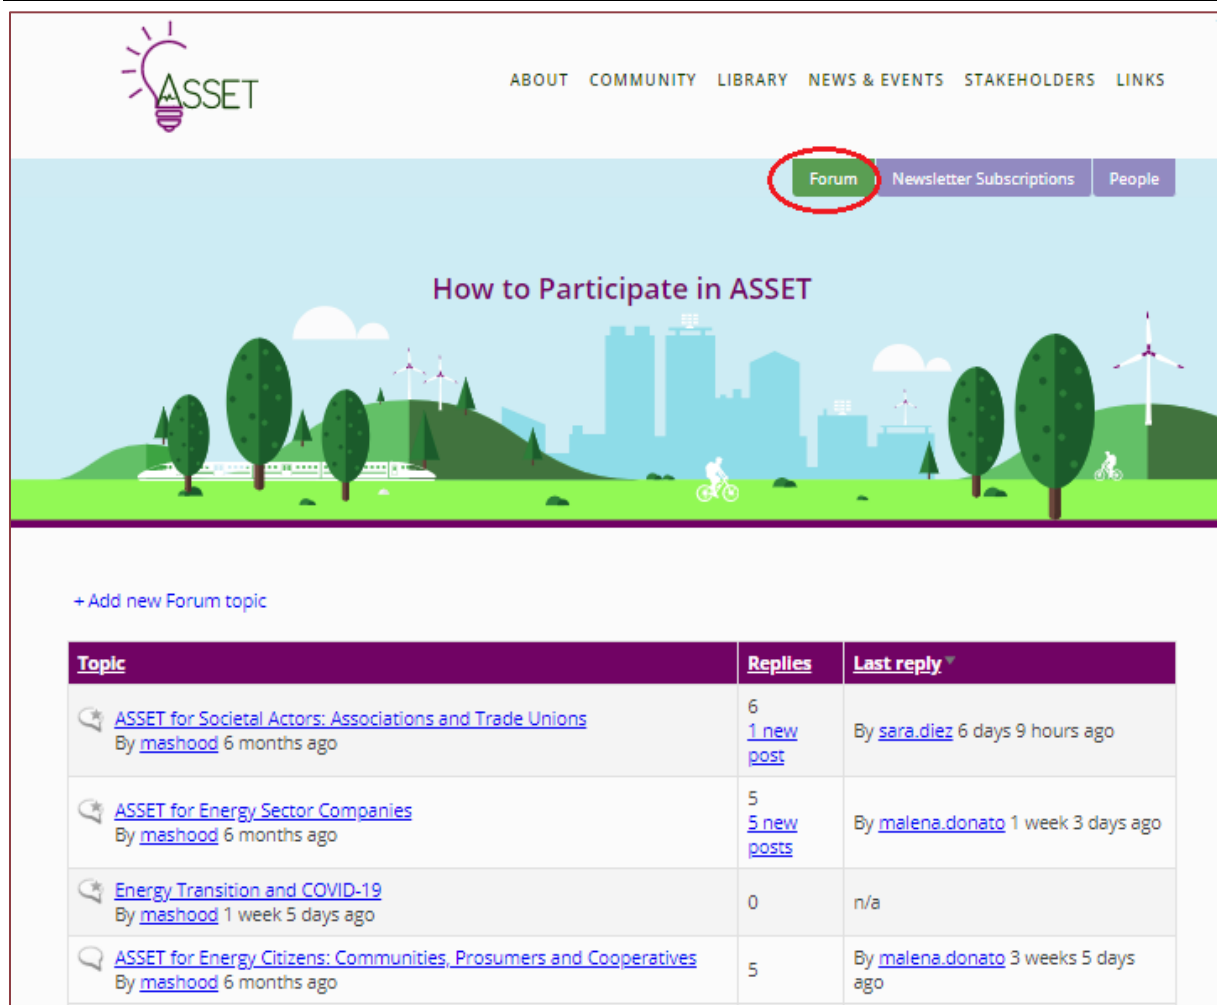 ASSET
ABOUT COMMUNITY LIBRARY NEWS & EVENTS STAKEHOLDERS LINKS
Forum Newsletter Subscriptions People
How to Participate in ASSET
+ Add new Forum topic
Topic Replies Last reply
ASSET for Societal Actors: Associations and Trade Unions
By mashood 6 months ago
6
1 new
post
By sara.diez 6 days 9 hours ago
ASSET for Energy Sector Companies
By mashood 6 months ago
5
5 new
posts
By malena.donato 1 week 3 days ago
Energy Transition and COVID-19
By mashood 1 week 5 days ago
0
n/a
ASSET for Energy Citizens: Communities, Prosumers and Cooperatives
By mashood 6 months ago
5
By malena.donato 3 weeks 5 days
ago